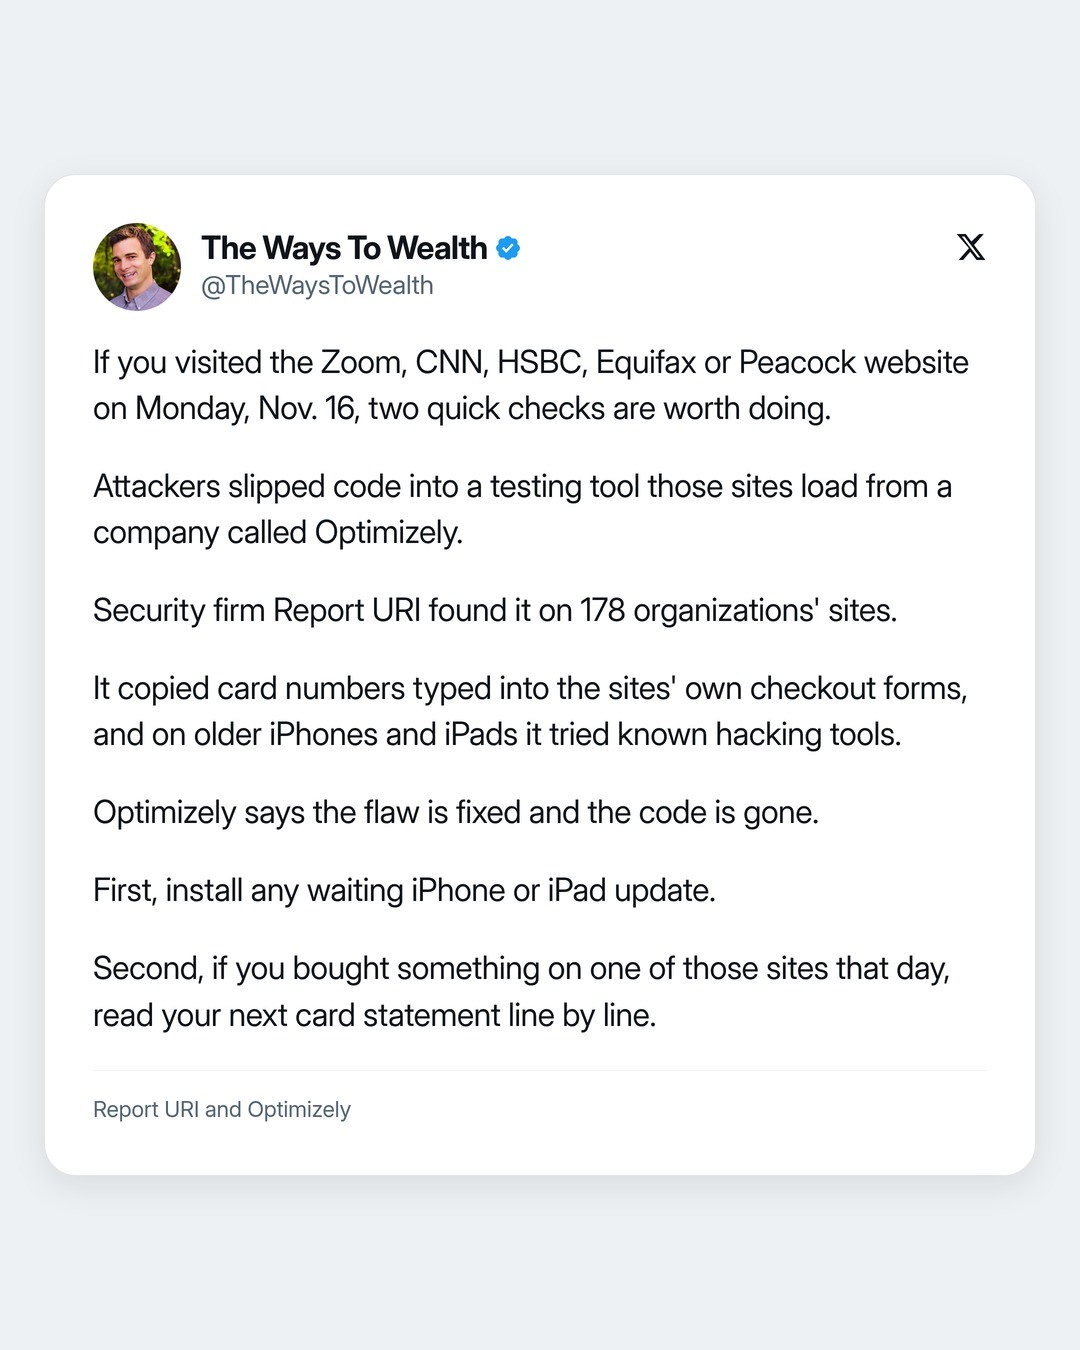 The Ways To Wealth
@TheWaysToWealth
If you visited the Zoom, CNN, HSBC, Equifax or Peacock website
on Monday, Nov. 16, two quick checks are worth doing.
Attackers slipped code into a testing tool those sites load from a
company called Optimizely.
Security firm Report URI found it on 178 organizations' sites.
It copied card numbers typed into the sites' own checkout forms,
and on older iPhones and iPads it tried known hacking tools.
Optimizely says the flaw is fixed and the code is gone.
First, install any waiting iPhone or iPad update.
Second, if you bought something on one of those sites that day,
read your next card statement line by line.
Report URI and Optimizely